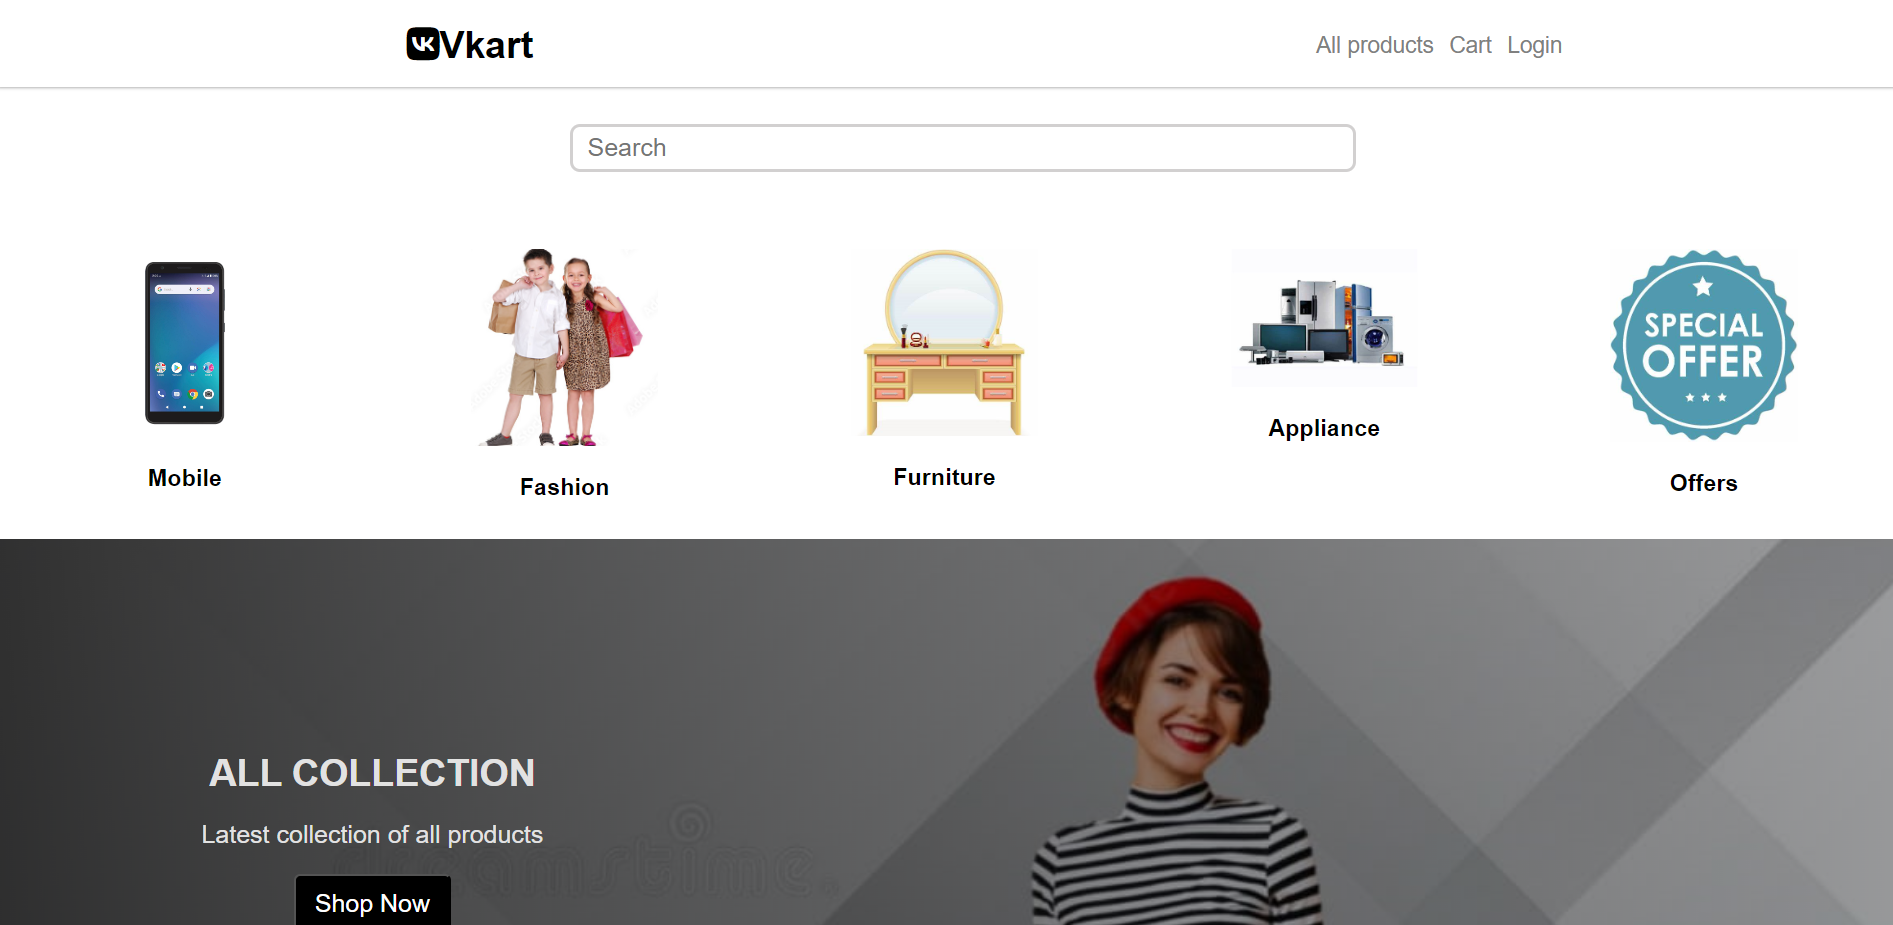 VK Vkart
All products Cart Login
Search
SPECIAL
OFFER
Mobile
Fashion
Furniture
Appliance
Offers
ALL COLLECTION
Latest collection of all products
dreamstime
Shop Now